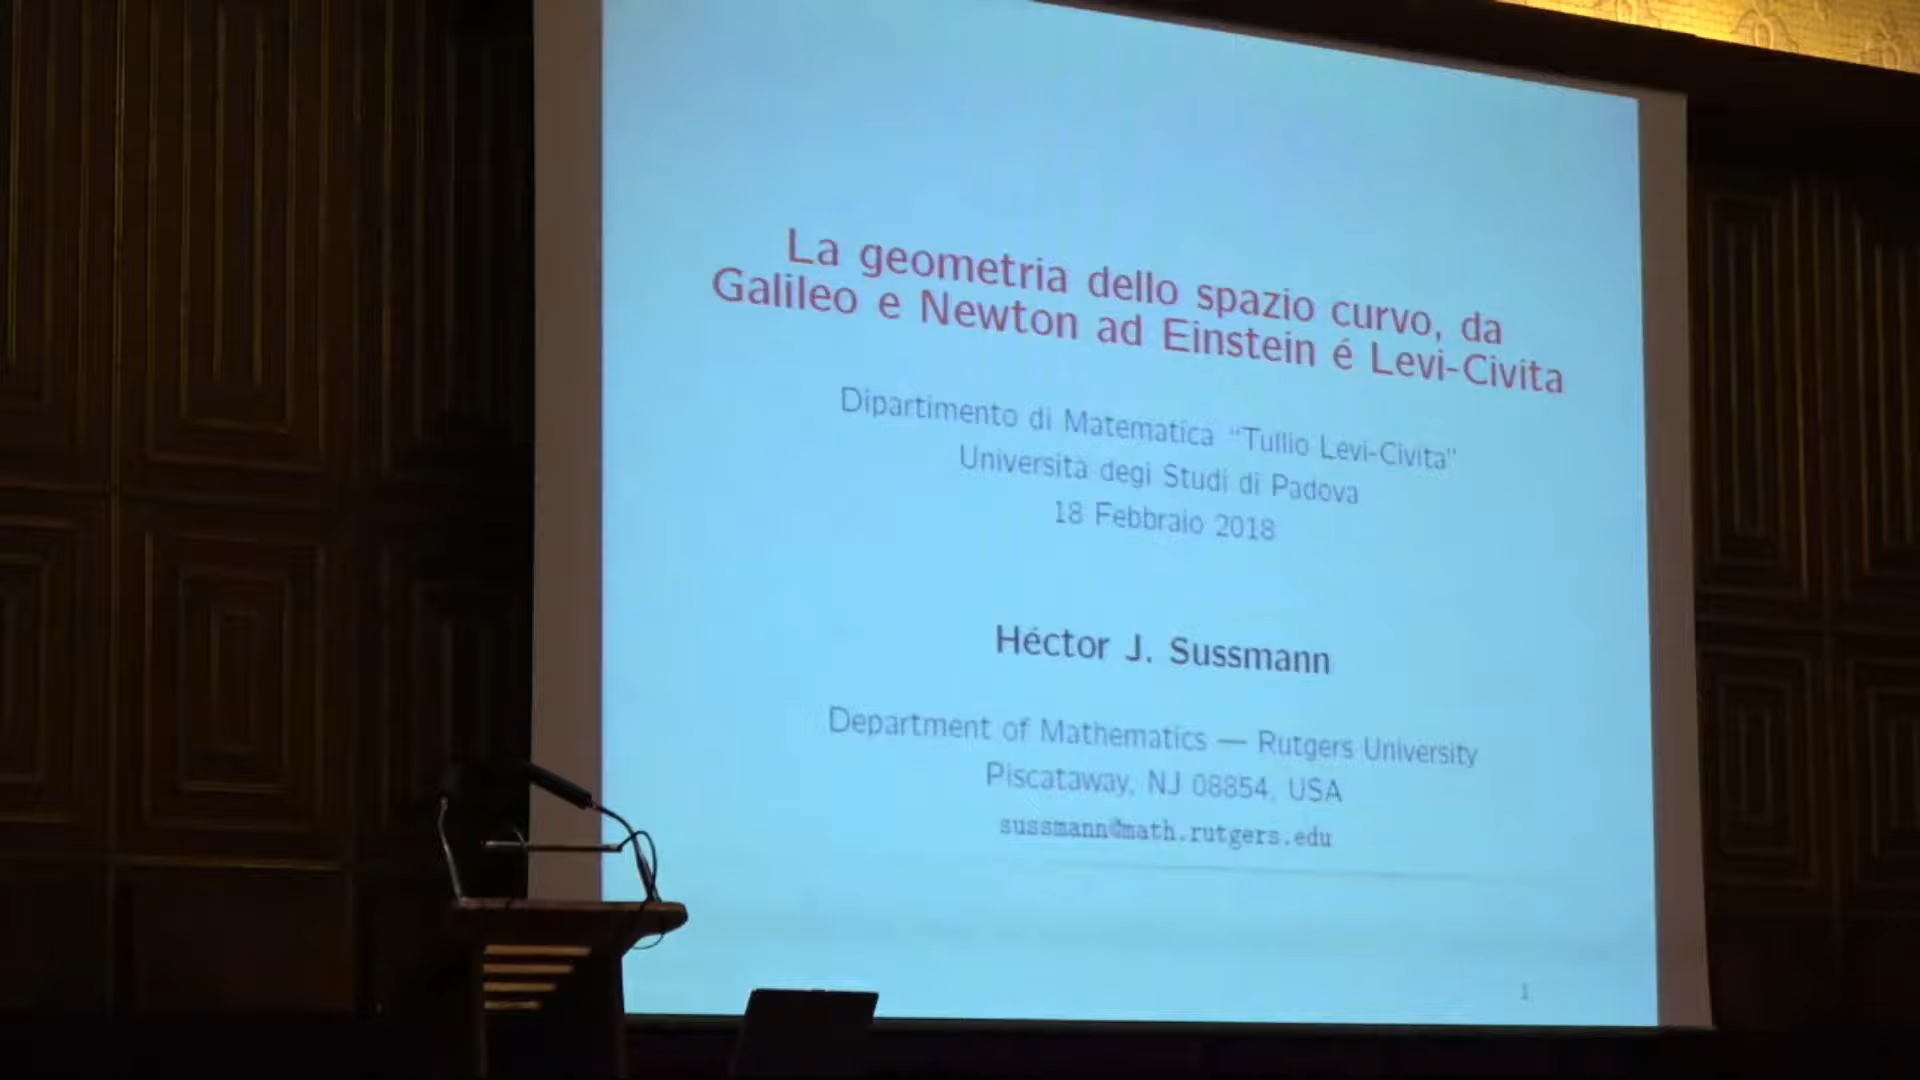 La geometria dello spazio curvo, da
Galileo e Newton ad Einstein é Levi-Civita
Dipartimento di Matematica “Tullio Levi-Civita”
Università degli Studi di Padova
18 Febbraio 2018
Héctor J. Sussmann
Department of Mathematics — Rutgers University
Piscataway, NJ 08854, USA
sussmann@math.rutgers.edu
1